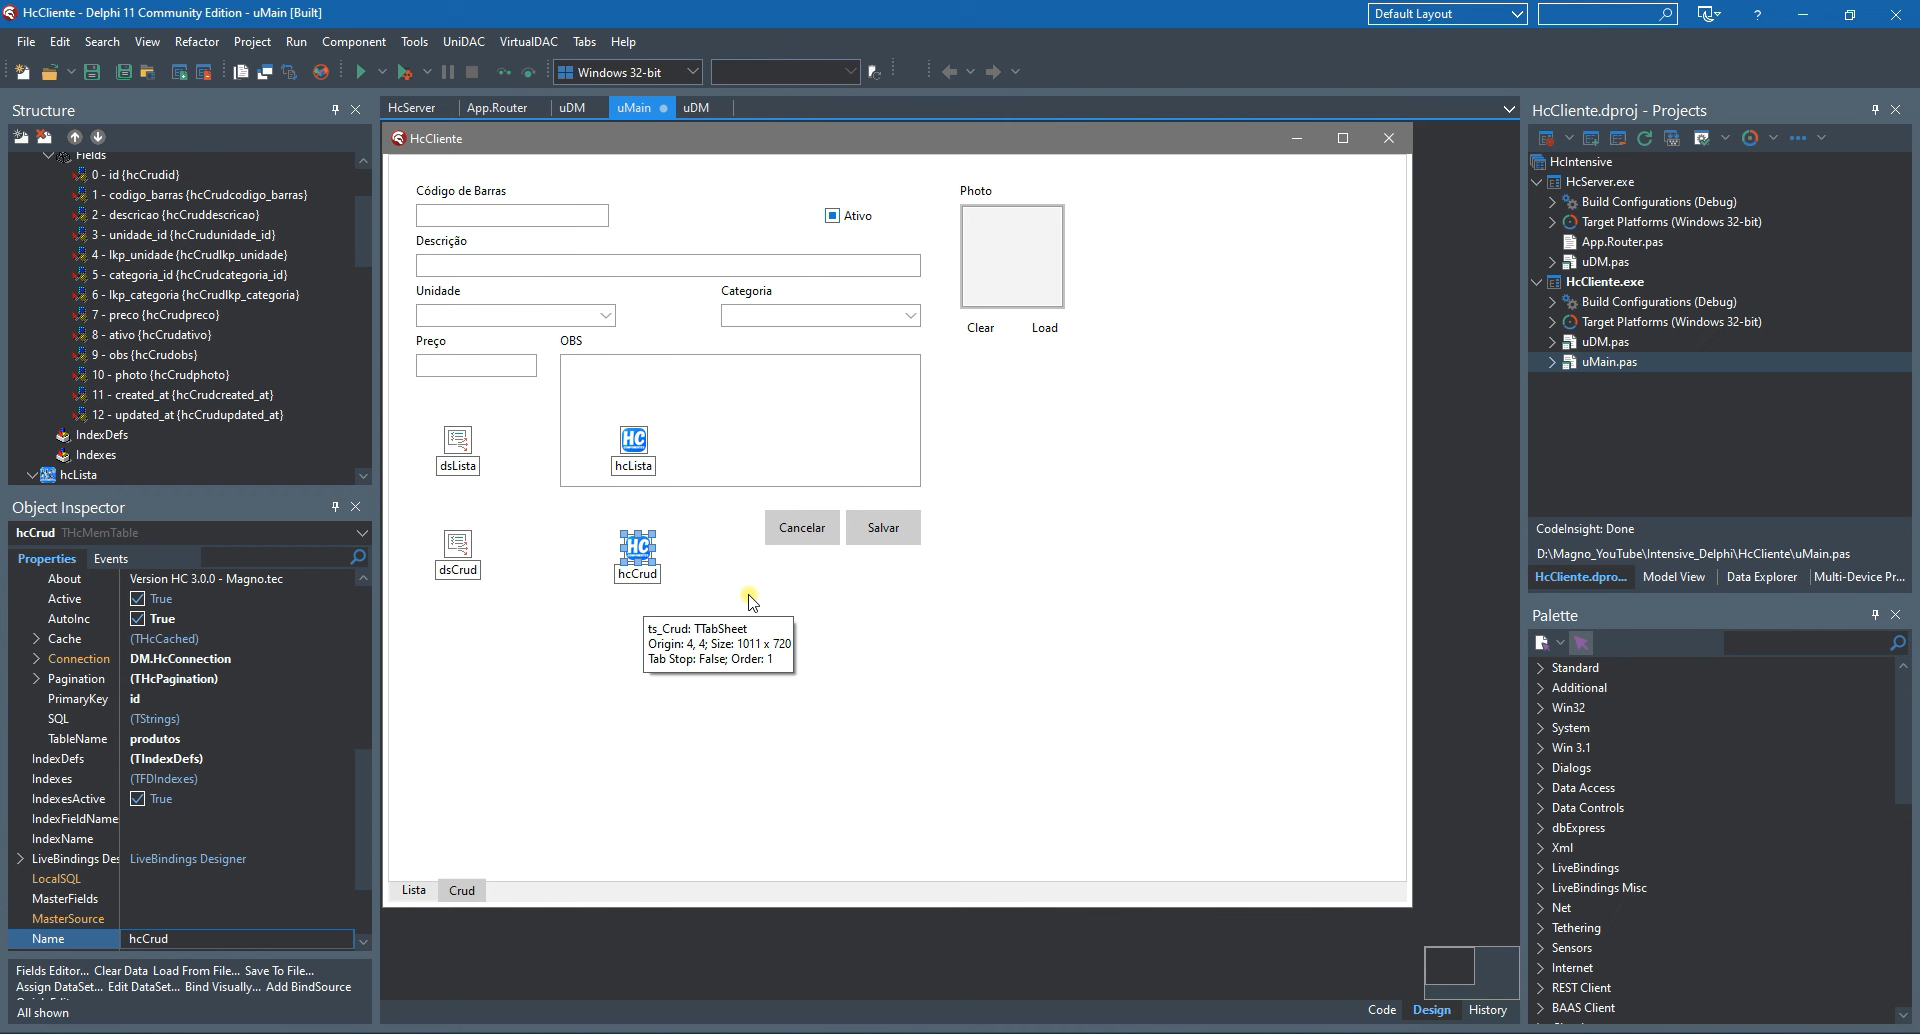 HcCliente - Delphi 11 Community Edition - uMain [Built]
Default Layout
File Edit Search View Refactor Project Run Component Tools UniDAC VirtualDAC Tabs Help
Windows 32-bit
Structure
Fields
0 - id {hcCrudid}
1 - codigo_barras {hcCrudcodigo_barras}
2 - descricao {hcCruddescricao}
3 - unidade_id {hcCrudunidade_id}
4 - lkp_unidade {hcCrudlkp_unidade}
5 - categoria_id {hcCrudcategoria_id}
6 - lkp_categoria {hcCrudlkp_categoria}
7 - preco {hcCrudpreco}
8 - ativo {hcCrudativo}
9 - obs {hcCrudobs}
10 - photo {hcCrudphoto}
11 - created_at {hcCrudcreated_at}
12 - updated_at {hcCrudupdated_at}
IndexDefs
Indexes
hcLista
Object Inspector
hcCrud THcMemTable
Properties Events
About Version HC 3.0.0 - Magno.tec
Active True
AutoInc True
Cache (THcCached)
Connection DM.HcConnection
Pagination (THcPagination)
PrimaryKey id
SQL (TStrings)
TableName produtos
IndexDefs (TIndexDefs)
Indexes (TFDIndexes)
IndexesActive True
IndexFieldName
IndexName
LiveBindings Des LiveBindings Designer
LocalSQL
MasterFields
MasterSource
Name hcCrud
Fields Editor... Clear Data Load From File... Save To File...
Assign DataSet... Edit DataSet... Bind Visually... Add BindSource
All shown
HcServer App.Router uDM uMain uDM
HcCliente
Código de Barras
Ativo
Photo
Descrição
Unidade Categoria
Clear Load
Preço OBS
HC
dsLista hcLista
Cancelar Salvar
HC
dsCrud hcCrud
ts_Crud: TTabSheet
Origin: 4, 4; Size: 1011 x 720
Tab Stop: False; Order: 1
Lista Crud
Code Design History
HcCliente.dproj - Projects
HcIntensive
HcServer.exe
Build Configurations (Debug)
Target Platforms (Windows 32-bit)
App.Router.pas
uDM.pas
HcCliente.exe
Build Configurations (Debug)
Target Platforms (Windows 32-bit)
uDM.pas
uMain.pas
CodeInsight: Done
D:\Magno_YouTube\Intensive_Delphi\HcCliente\uMain.pas
HcCliente.dpro... Model View Data Explorer Multi-Device Pr...
Palette
Standard
Additional
Win32
System
Win 3.1
Dialogs
Data Access
Data Controls
dbExpress
Xml
LiveBindings
LiveBindings Misc
Net
Tethering
Sensors
Internet
REST Client
BAAS Client